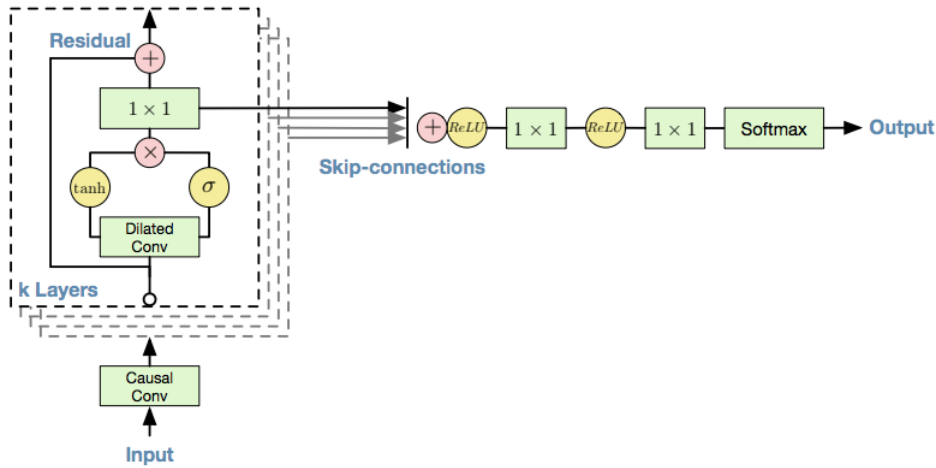 Residual
+
1 × 1
×
tanh
σ
Dilated
Conv
k Layers
Causal
Conv
Input
Skip-connections
+
ReLU
1 × 1
ReLU
1 × 1
Softmax
Output